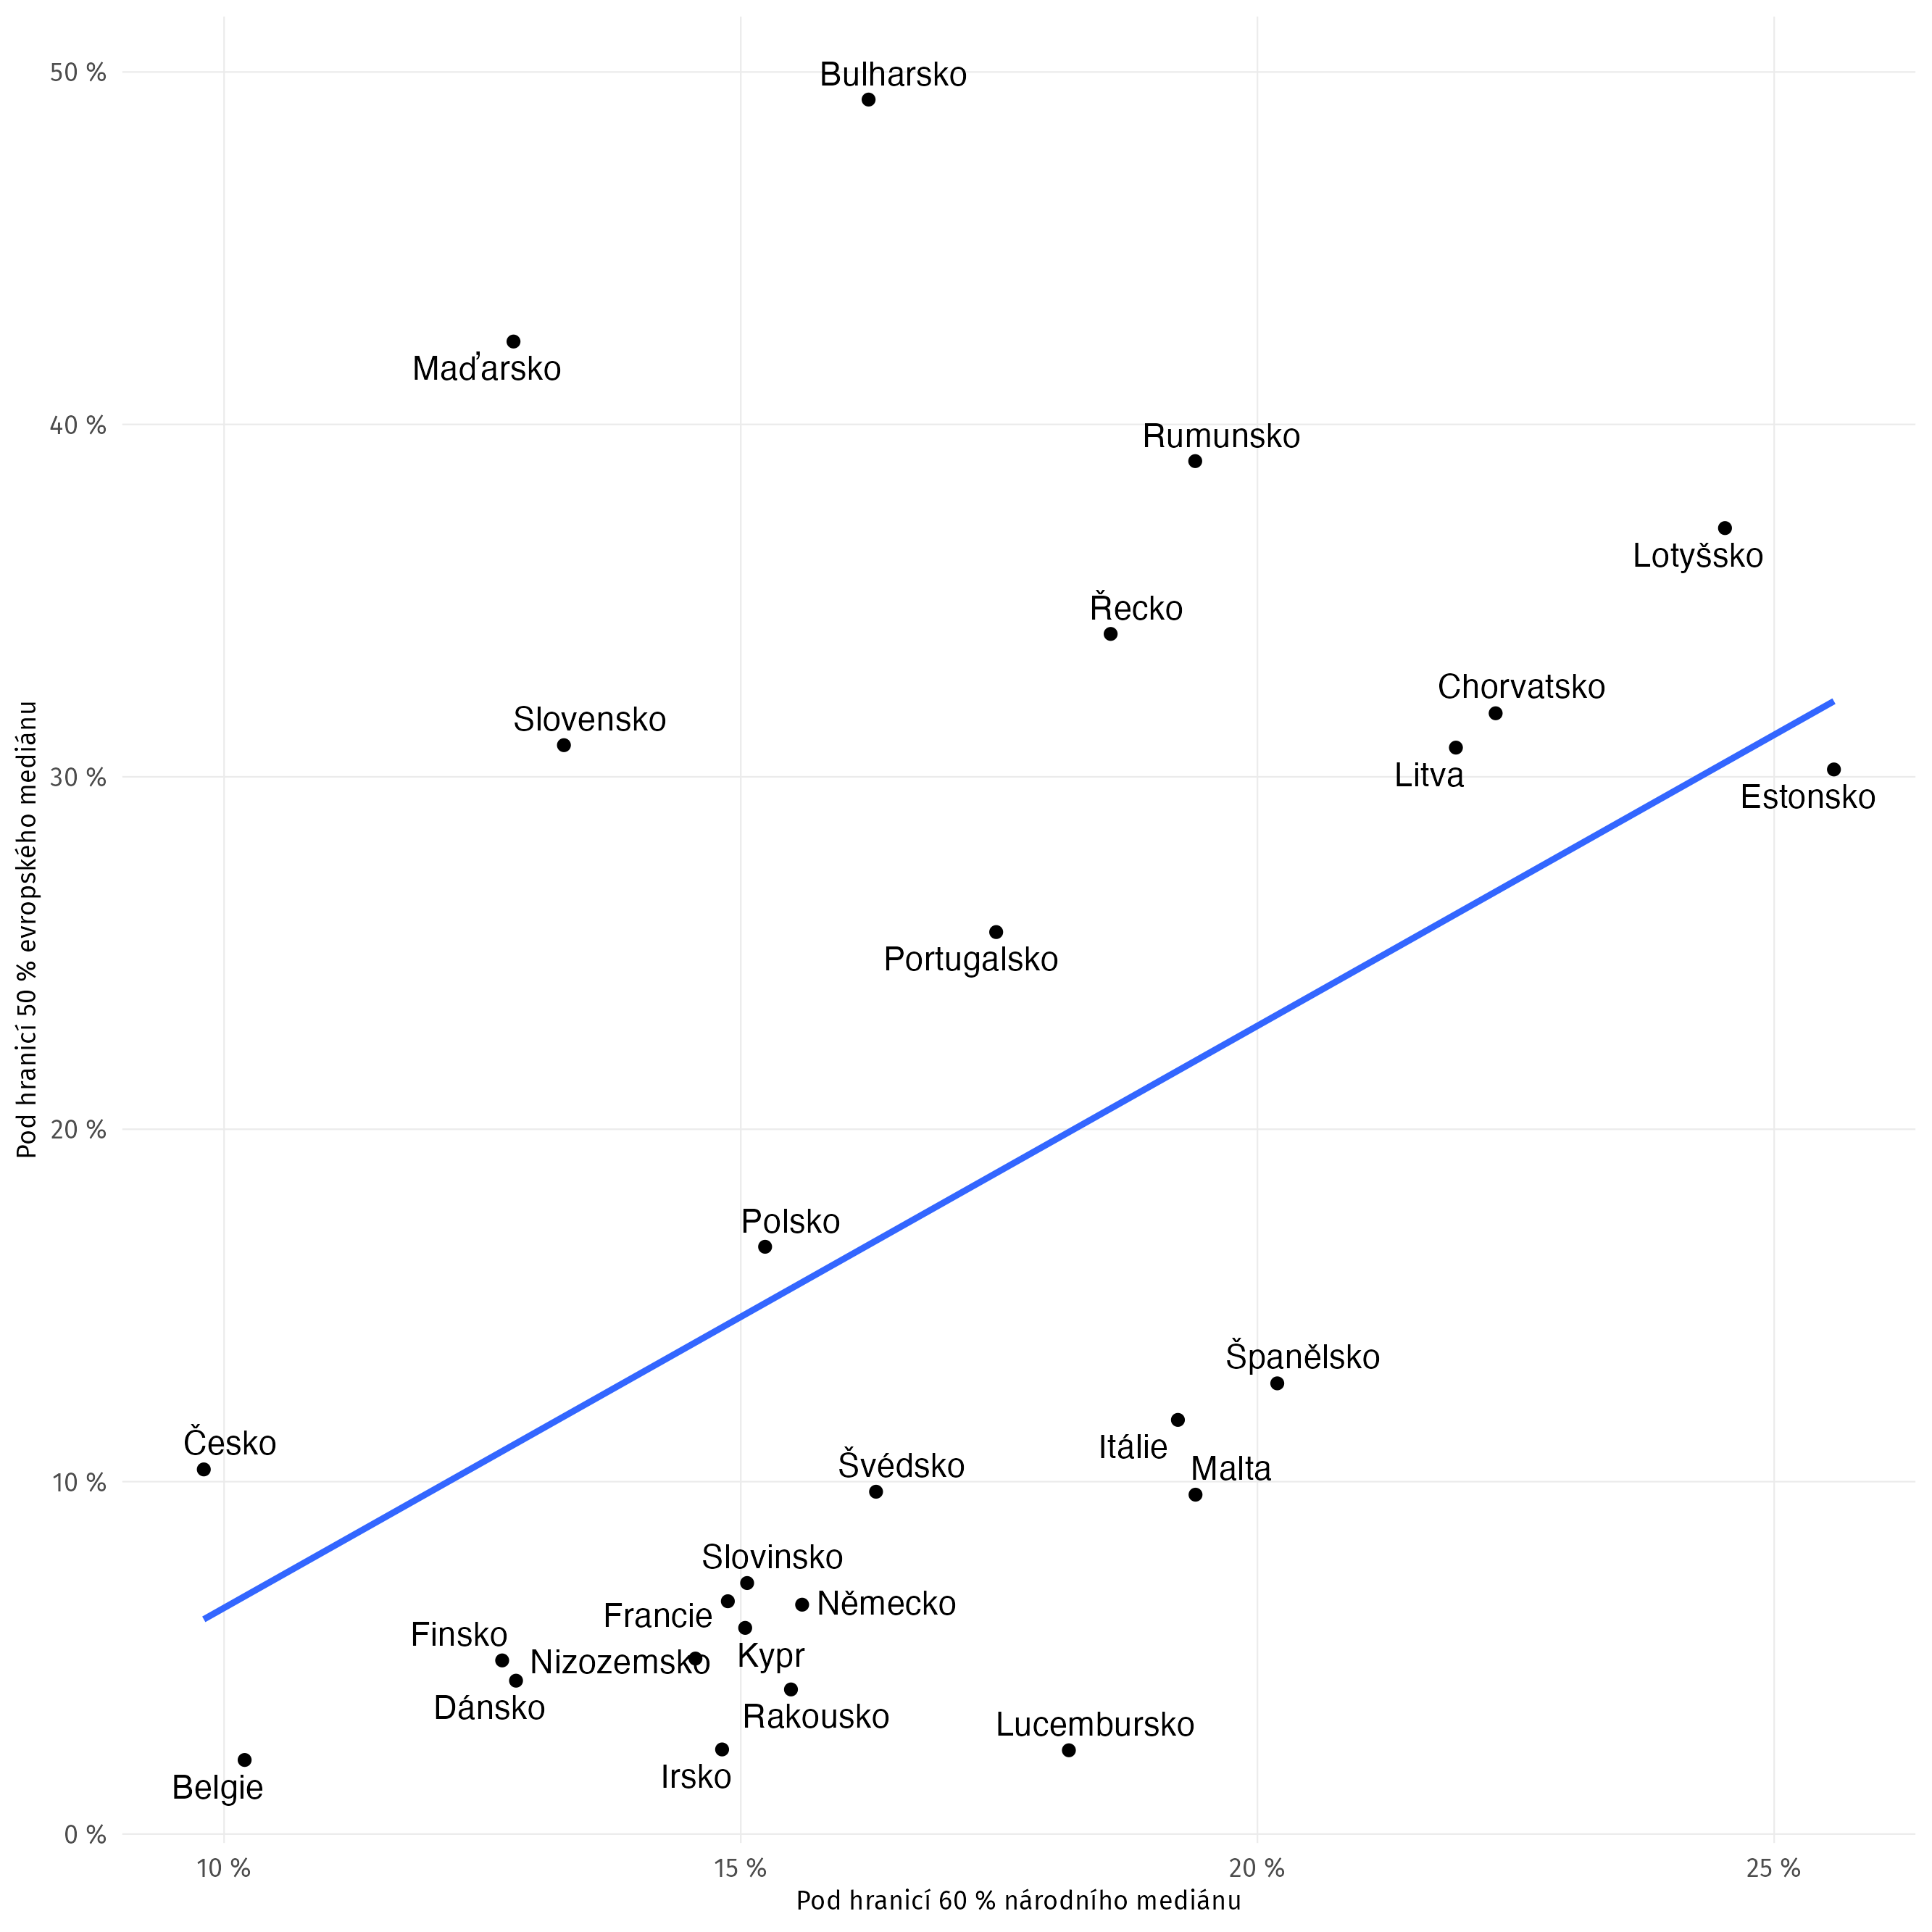 50 %
Bulharsko
Maďarsko
40 %
Rumunsko
Lotyšsko
Řecko
Chorvatsko
Slovensko
Litva
30 %
Estonsko
Portugalsko
Pod hranicí 50 % evropského mediánu
20 %
Polsko
Španělsko
Itálie
Česko
Švédsko
Malta
10 %
Slovinsko
Německo
Francie
Finsko
Nizozemsko
Kypr
Dánsko
Rakousko
Lucembursko
Irsko
Belgie
0 %
10 %
15 %
20 %
25 %
Pod hranicí 60 % národního mediánu